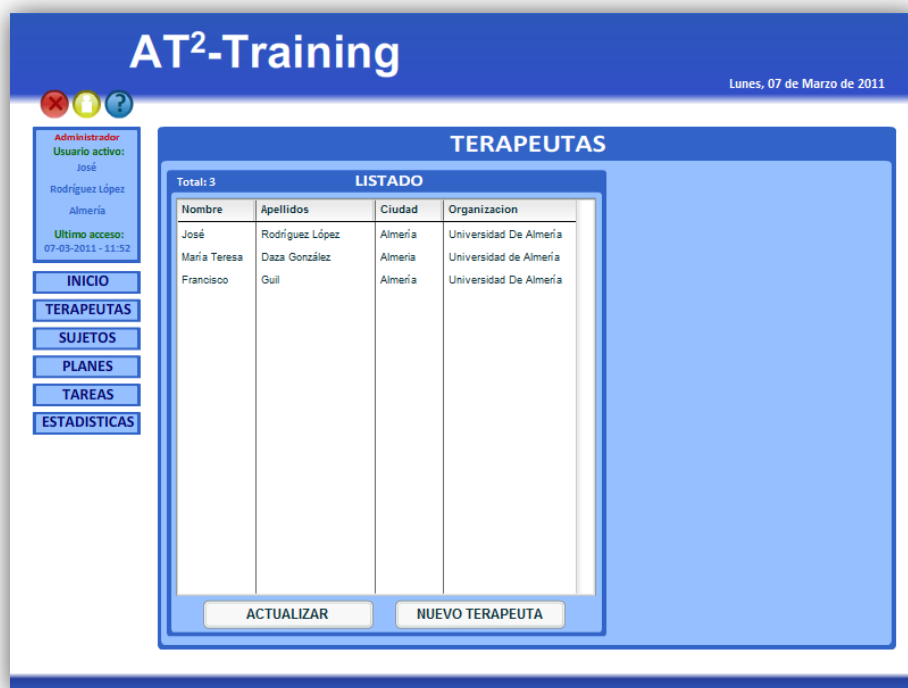 AT²-Training
Lunes, 07 de Marzo de 2011
?
Administrador
Usuario activo:
José
Rodríguez López
Almería
Ultimo acceso:
07-03-2011 - 11:52
INICIO
TERAPEUTAS
SUJETOS
PLANES
TAREAS
ESTADISTICAS
TERAPEUTAS
Total: 3 LISTADO
Nombre Apellidos Ciudad Organizacion
José Rodríguez López Almería Universidad De Almería
María Teresa Daza González Almeria Universidad de Almería
Francisco Guil Almería Universidad De Almería
ACTUALIZAR NUEVO TERAPEUTA